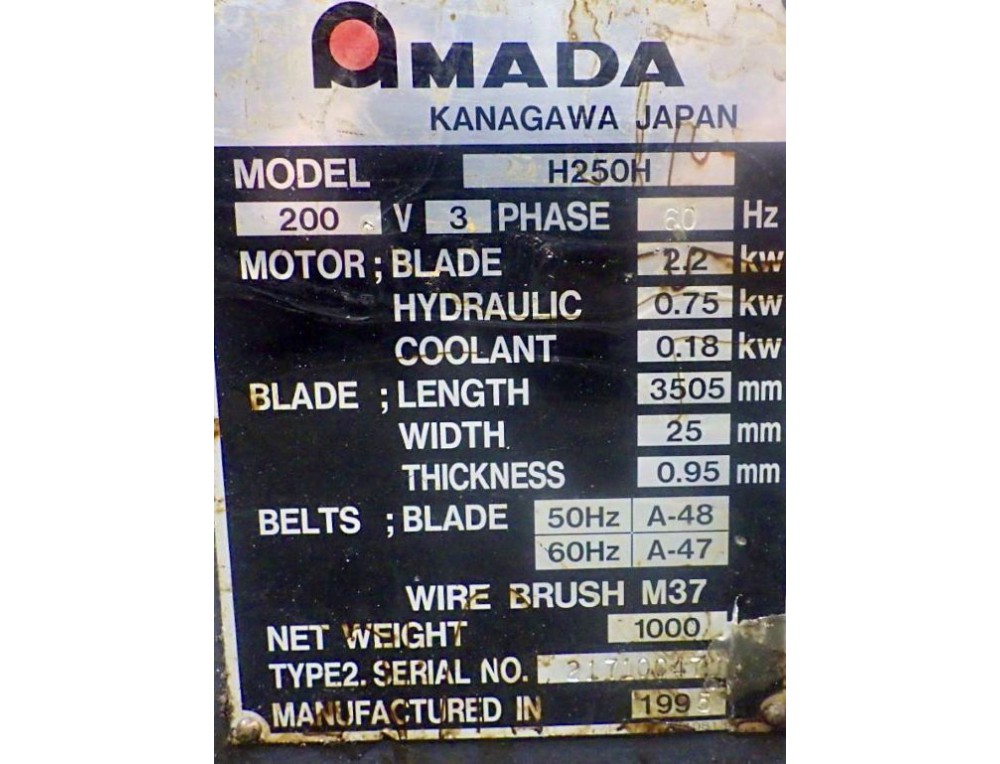 AMADA
KANAGAWA JAPAN
MODEL H250H
200 V 3 PHASE 60 Hz
MOTOR ; BLADE 2.2 kw
HYDRAULIC 0.75 kw
COOLANT 0.18 kw
BLADE ; LENGTH 3505 mm
WIDTH 25 mm
THICKNESS 0.95 mm
BELTS ; BLADE 50Hz A-48
60Hz A-47
WIRE BRUSH M37
NET WEIGHT 1000
TYPE2. SERIAL NO.
MANUFACTURED IN 1995